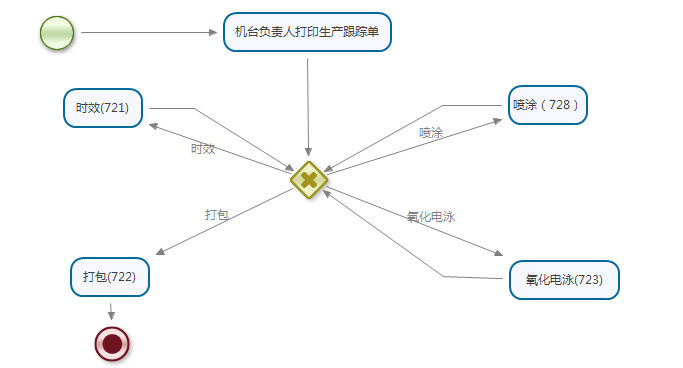 机台负责人打印生产跟踪单
时效(721)
喷涂（728）
喷涂
时效
打包
氧化电泳
打包(722)
氧化电泳(723)